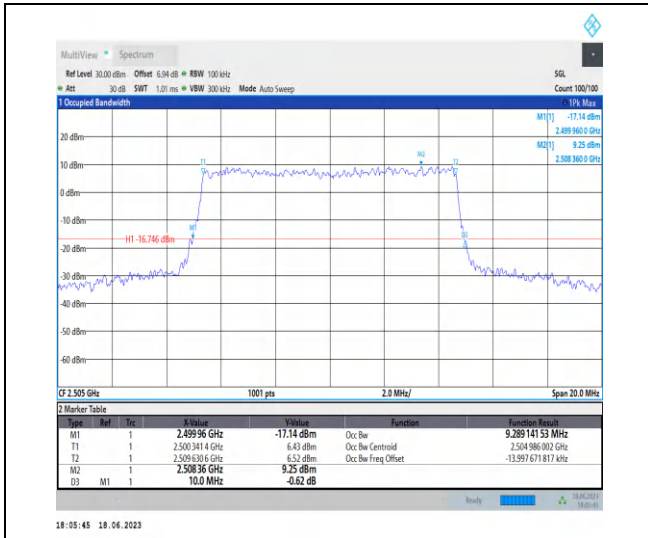 MultiView Spectrum
Ref Level 30.00 dBm Offset 6.94 dB RBW 100 kHz SGL
Att 30 dB SWT 1.01 ms VBW 300 kHz Mode Auto Sweep Count 100/100
1 Occupied Bandwidth 1Pk Max
M1[1] -17.14 dBm
2.499 960 0 GHz
M2[1] 9.25 dBm
2.508 360 0 GHz
20 dBm
T1 M2 T2
10 dBm
0 dBm
-10 dBm
M1
H1 -16.746 dBm
D3
-20 dBm
-30 dBm
-40 dBm
-50 dBm
-60 dBm
CF 2.505 GHz 1001 pts 2.0 MHz/ Span 20.0 MHz
2 Marker Table
Type Ref Trc X-Value Y-Value Function Function Result
M1 1 2.499 96 GHz -17.14 dBm Occ Bw 9.289 141 53 MHz
T1 1 2.500 341 4 GHz 6.43 dBm Occ Bw Centroid 2.504 986 002 GHz
T2 1 2.509 630 6 GHz 6.52 dBm Occ Bw Freq Offset -13.997 671 817 kHz
M2 1 2.508 36 GHz 9.25 dBm
D3 M1 1 10.0 MHz -0.62 dB
Ready 18.06.2023
18:05:45
18:05:45 18.06.2023